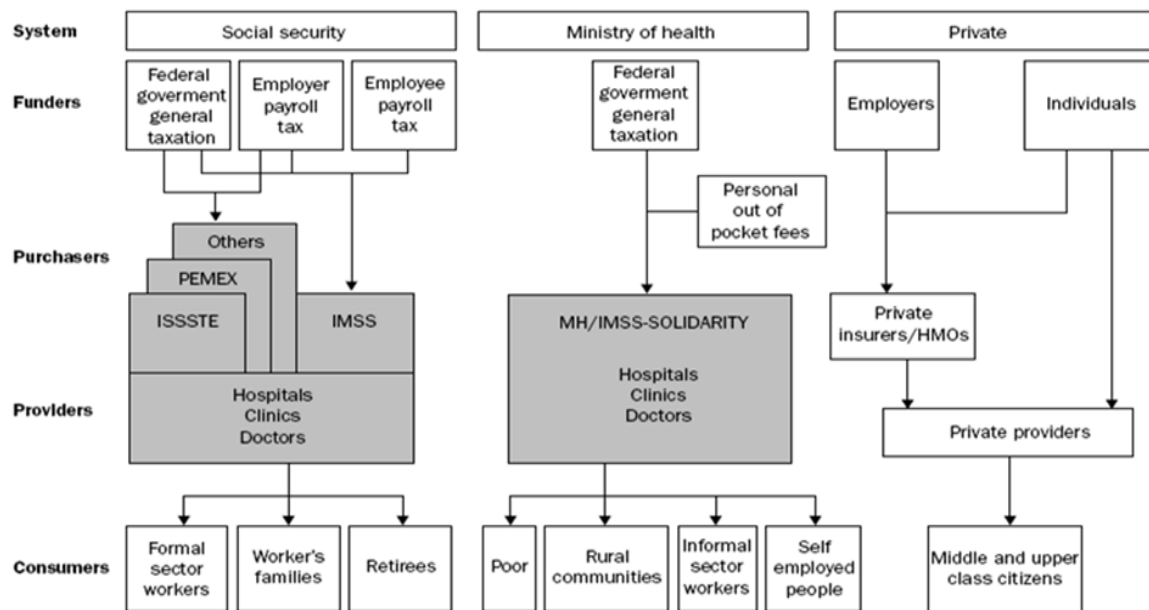 System
Social security
Ministry of health
Private
Funders
Federal
goverment
general
taxation
Employer
payroll
tax
Employee
payroll
tax
Federal
goverment
general
taxation
Employers
Individuals
Personal
out of
pocket fees
Purchasers
Others
PEMEX
ISSSTE
IMSS
MH/IMSS-SOLIDARITY
Private
insurers/HMOs
Providers
Hospitals
Clinics
Doctors
Hospitals
Clinics
Doctors
Private providers
Consumers
Formal
sector
workers
Worker's
families
Retirees
Poor
Rural
communities
Informal
sector
workers
Self
employed
people
Middle and upper
class citizens